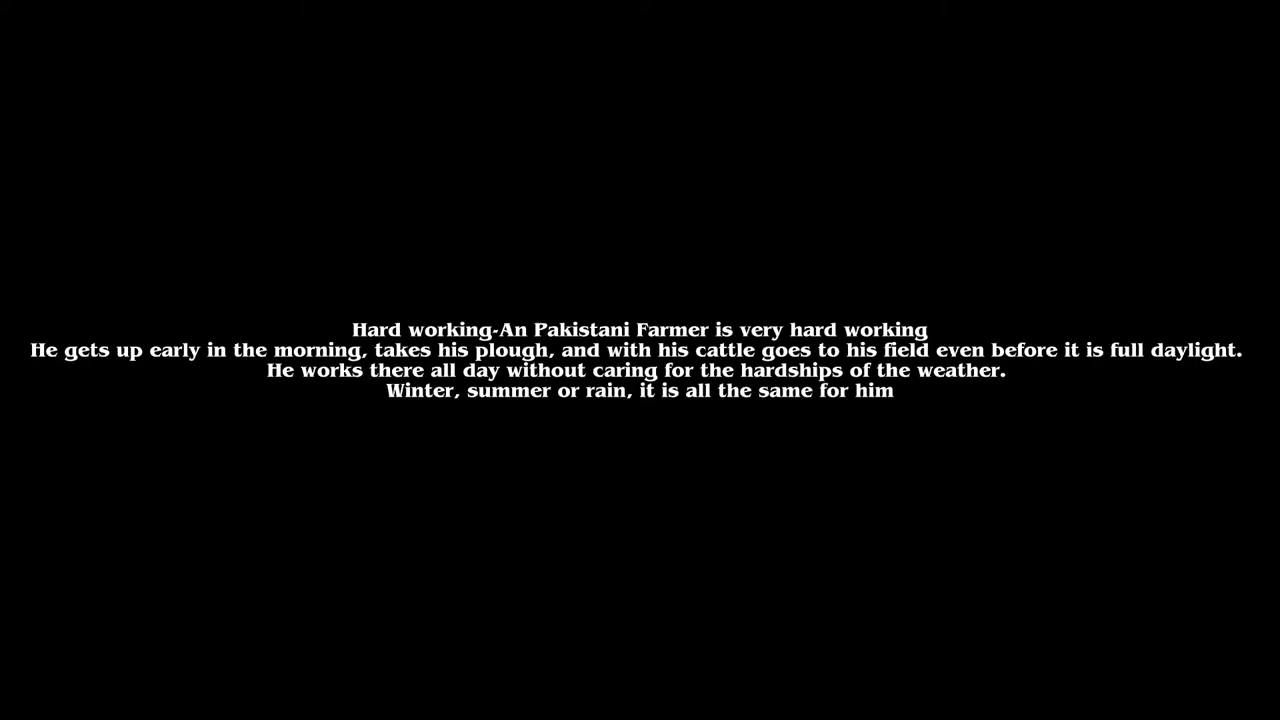 Hard working-An Pakistani Farmer is very hard working
He gets up early in the morning, takes his plough, and with his cattle goes to his field even before it is full daylight.
He works there all day without caring for the hardships of the weather.
Winter, summer or rain, it is all the same for him